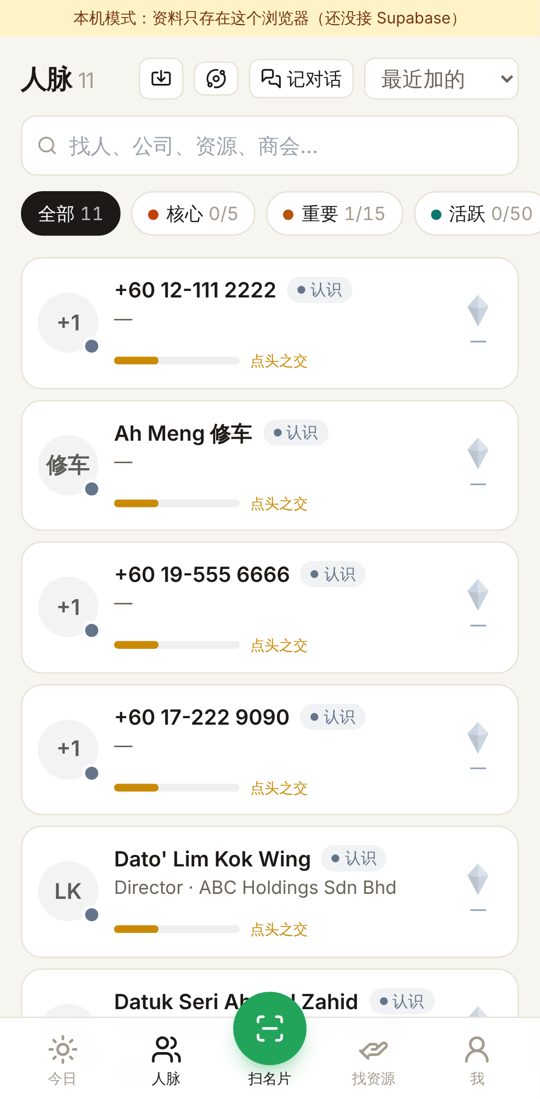 本机模式：资料只存在这个浏览器（还没接 Supabase）
人脉 11
记对话
最近加的
找人、公司、资源、商会...
全部 11
核心 0/5
重要 1/15
活跃 0/50
+1
+60 12-111 2222
认识
—
点头之交
—
修车
Ah Meng 修车
认识
—
点头之交
—
+1
+60 19-555 6666
认识
—
点头之交
—
+1
+60 17-222 9090
认识
—
点头之交
—
LK
Dato' Lim Kok Wing
认识
Director · ABC Holdings Sdn Bhd
点头之交
—
Datuk Seri Zahid
认识
今日
人脉
扫名片
找资源
我